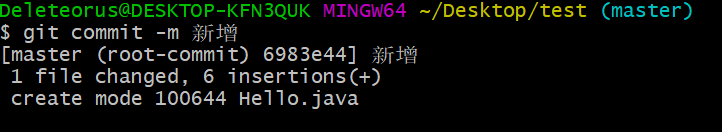 Deleteorus@DESKTOP-KFN3QUK MINGW64 ~/Desktop/test (master)
$ git commit -m 新增
[master (root-commit) 6983e44] 新增
 1 file changed, 6 insertions(+)
 create mode 100644 Hello.java